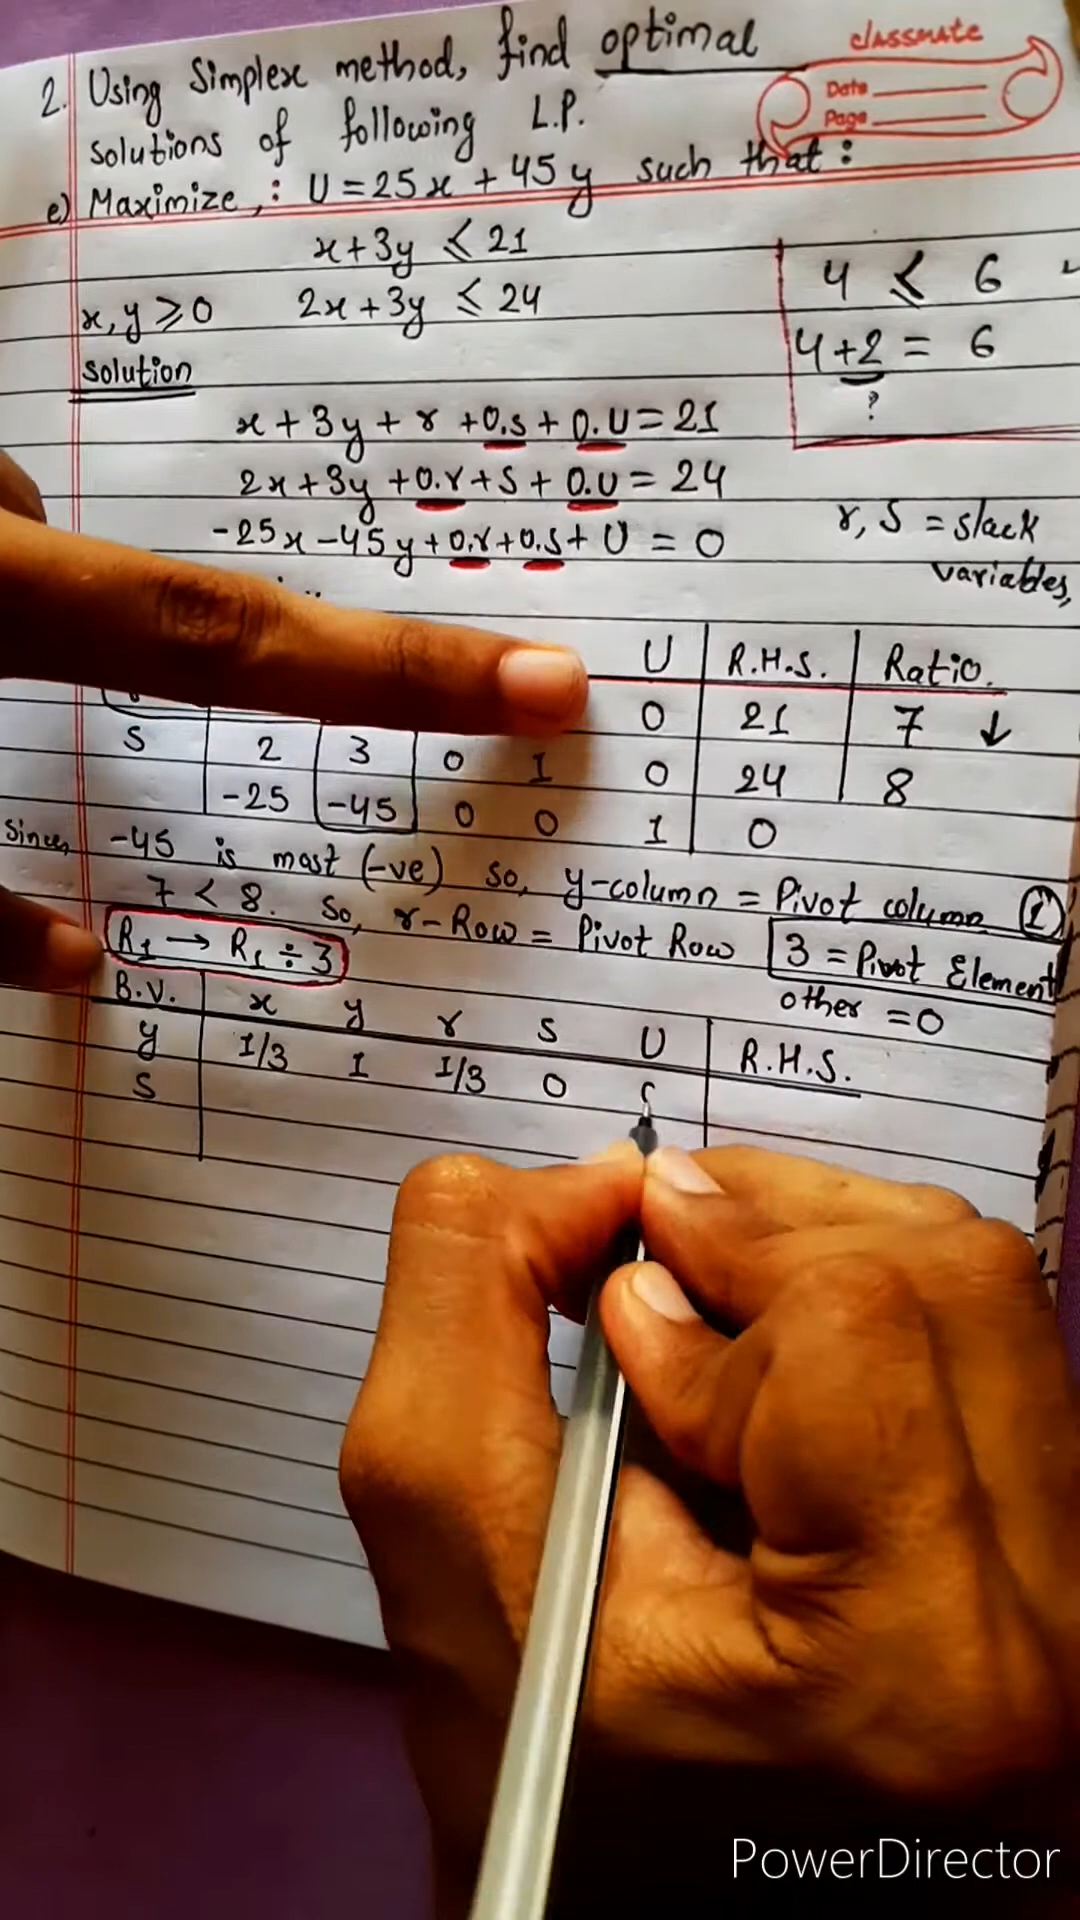 classmate
Date
Page
2. Using Simplex method, find optimal
solutions of following L.P.
e) Maximize,: U = 25x + 45y such that:
x + 3y ≤ 21
x, y ≥ 0 2x + 3y ≤ 24
4 ≤ 6
4 + 2 = 6
?
Solution
x + 3y + r + 0.s + 0.U = 21
2x + 3y + 0.r + s + 0.U = 24
-25x - 45y + 0.r + 0.s + U = 0
r, s = slack
variables,
U R.H.S. Ratio.
0 21 7 ↓
S 2 3 0 1 0 24 8
-25 -45 0 0 1 0
Since, -45 is most (-ve) so, y-column = Pivot column 1
7 < 8. So, r-Row = Pivot Row 3 = Pivot Element
other = 0
R1 → R1 ÷ 3
B.V. x y r s U R.H.S.
y 1/3 1 1/3 0
S
PowerDirector